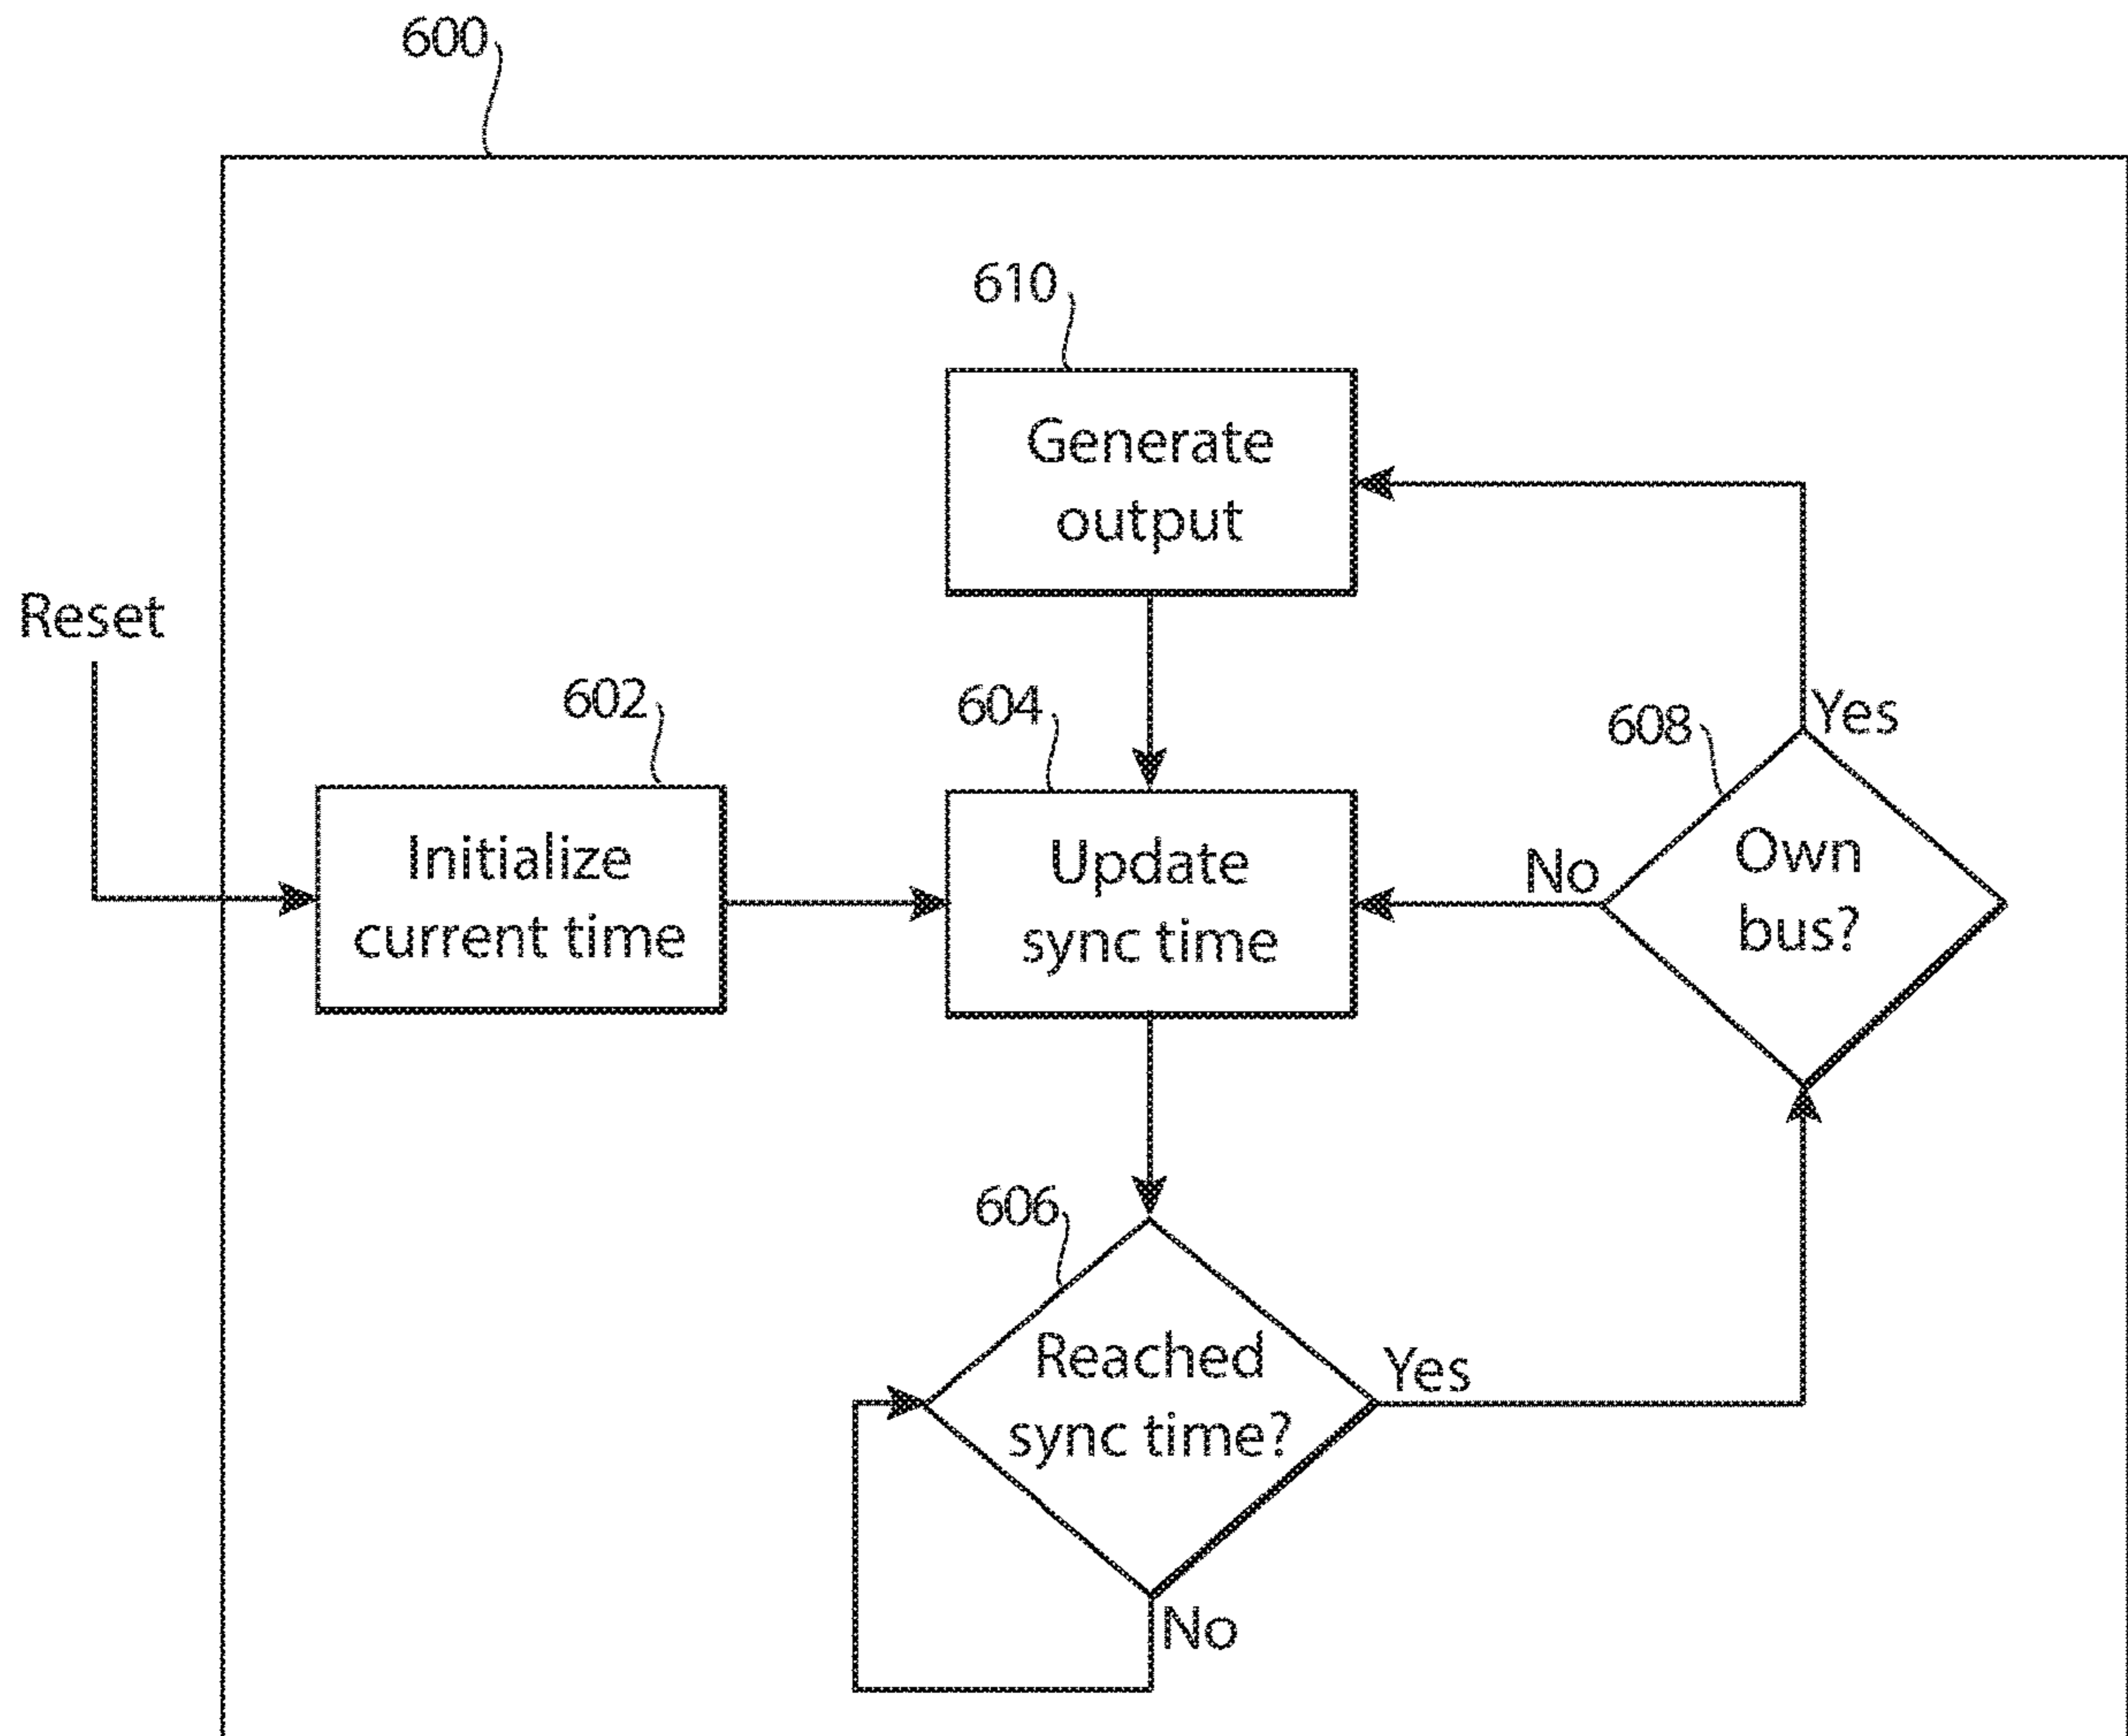 600
610
Generate
output
Reset
602
604
608
Yes
Initialize
current time
Update
sync time
No
Own
bus?
606
Reached
sync time?
Yes
No